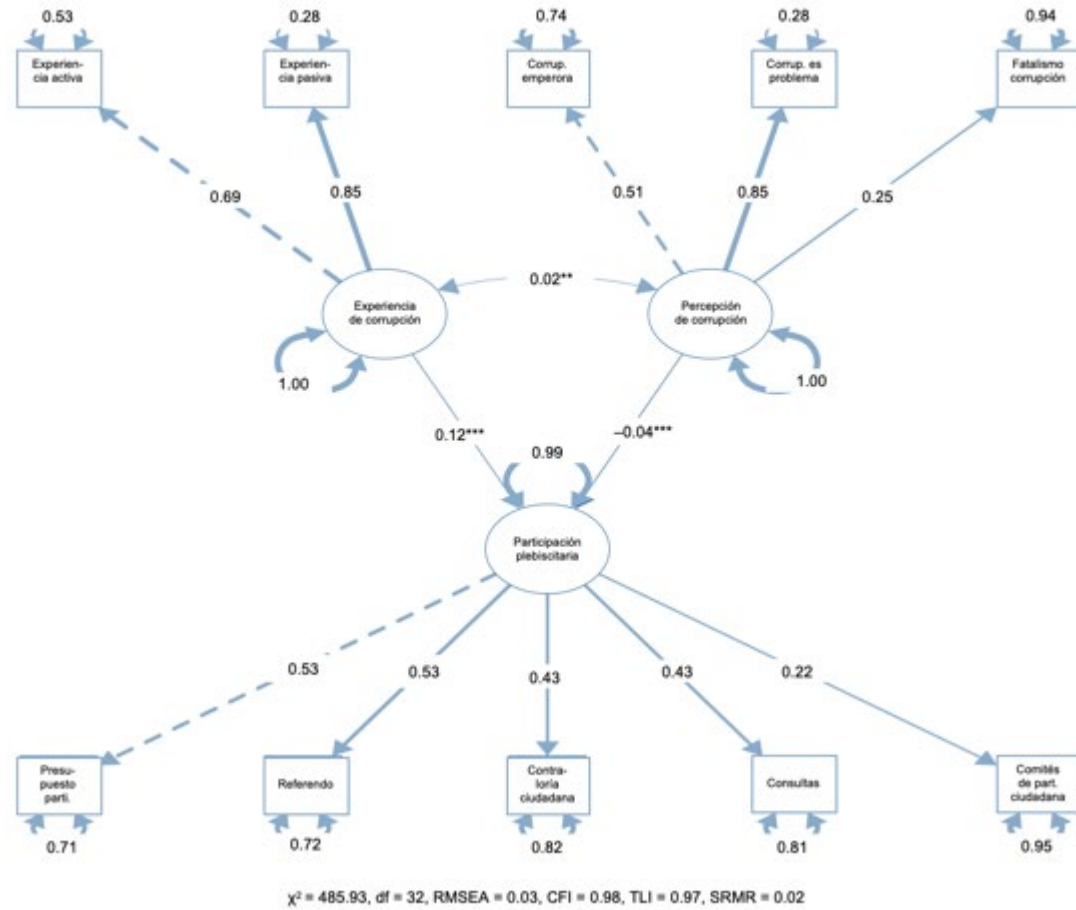 0.53
0.28
0.74
0.28
0.94
Experien-
cia activa
Experien-
cia pasiva
Corrup.
emperora
Corrup. es
problema
Fatalismo
corrupción
0.69
0.85
0.51
0.85
0.25
0.02**
Experiencia
de corrupción
Percepción
de corrupción
1.00
1.00
0.12***
–0.04***
0.99
Participación
plebiscitaria
0.53
0.53
0.43
0.43
0.22
Presu-
puesto
parti.
Referendo
Contra-
loría
ciudadana
Consultas
Comités
de part.
ciudadana
0.71
0.72
0.82
0.81
0.95
χ² = 485.93, df = 32, RMSEA = 0.03, CFI = 0.98, TLI = 0.97, SRMR = 0.02